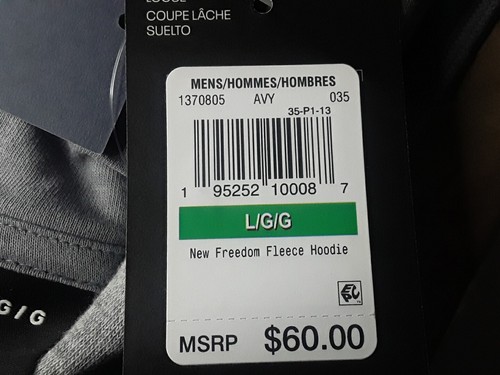 LOOSE
COUPE LÂCHE
SUELTO
MENS/HOMMES/HOMBRES
1370805 AVY 035
35-P1-13
1 95252 10008 7
L/G/G
New Freedom Fleece Hoodie
MSRP $60.00
G/G